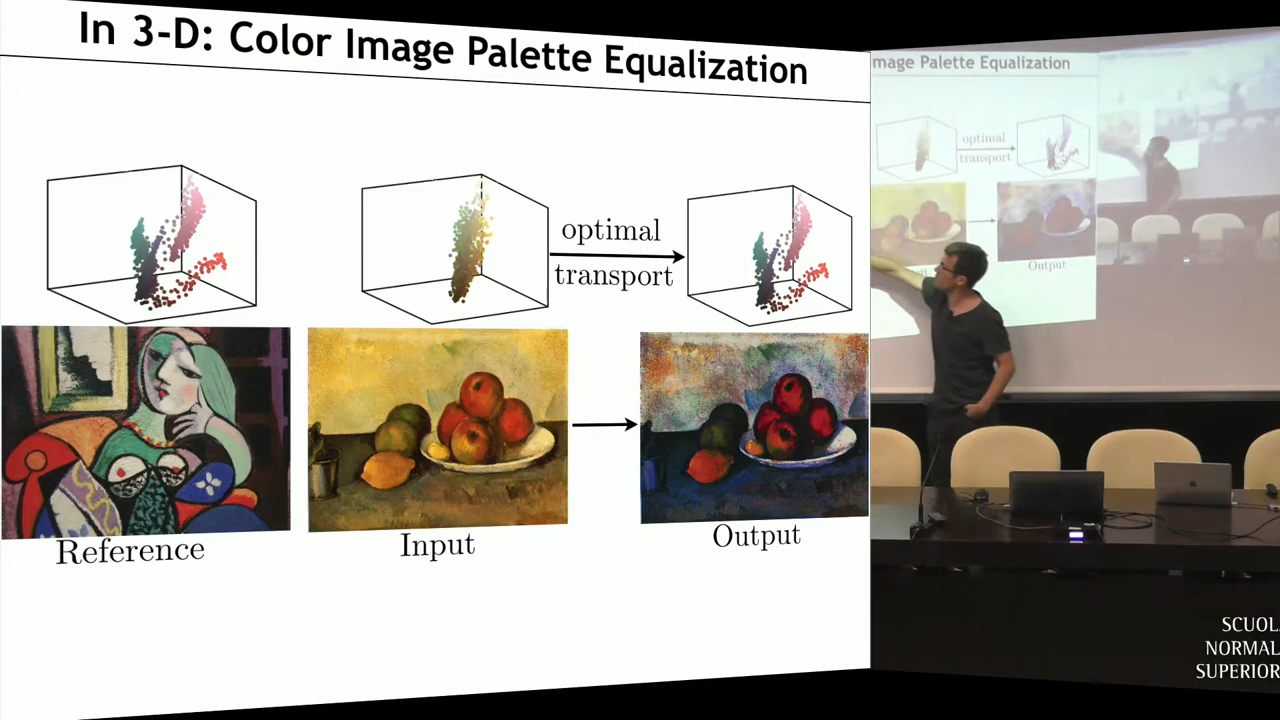 In 3-D: Color Image Palette Equalization
optimal
transport
Reference
Input
Output
mage Palette Equalization
optimal
transport
Output
SCUOL
NORMAL
SUPERIOR